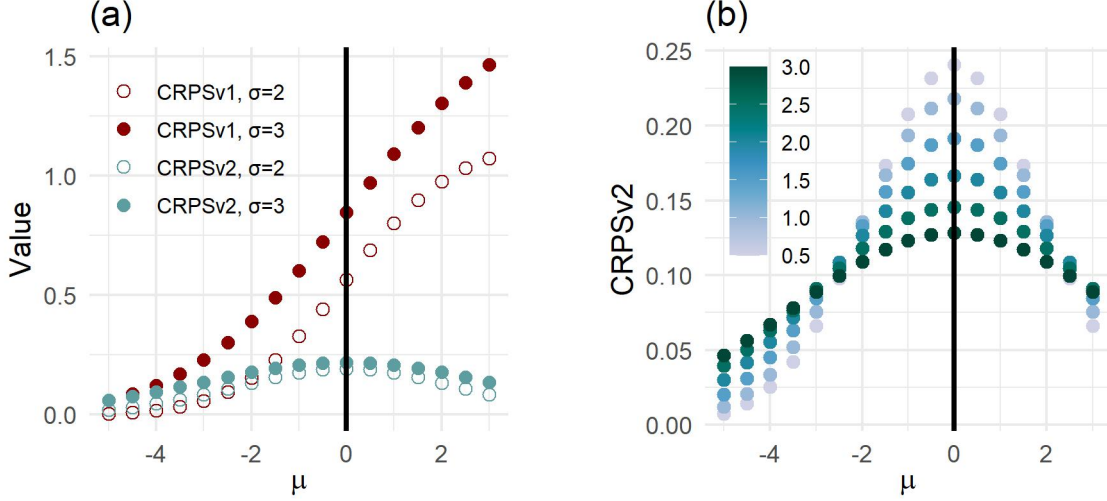 (a)
1.5
1.0
0.5
0.0
Value
CRPSv1, σ=2
CRPSv1, σ=3
CRPSv2, σ=2
CRPSv2, σ=3
-4
-2
0
2
μ
(b)
0.25
0.20
0.15
0.10
0.05
0.00
CRPSv2
3.0
2.5
2.0
1.5
1.0
0.5
-4
-2
0
2
μ